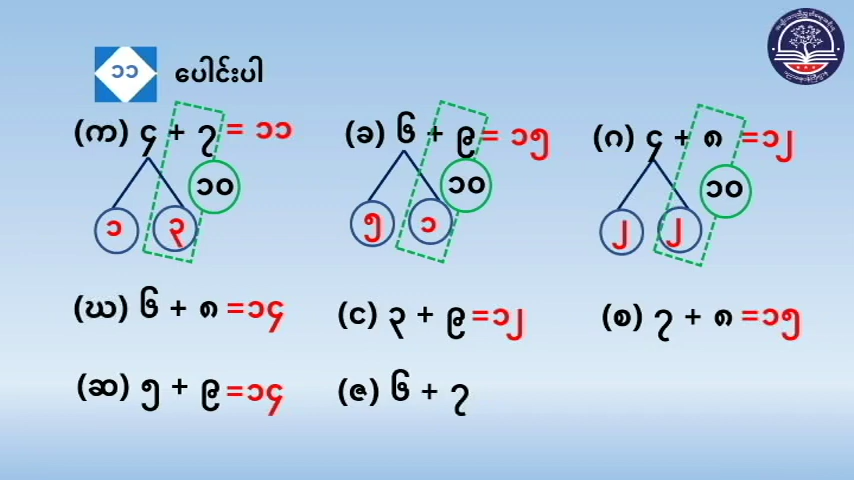 ၁၁ ပေါင်းပါ
(က) ၄ + ၇ = ၁၁ (ခ) ၆ + ၉ = ၁၅ (ဂ) ၄ + ၈ = ၁၂
၁၀ ၁၀ ၁၀
၁ ၃ ၅ ၁ ၂ ၂
(ဃ) ၆ + ၈ = ၁၄ (င) ၃ + ၉ = ၁၂ (စ) ၇ + ၈ = ၁၅
(ဆ) ၅ + ၉ = ၁၄ (ဇ) ၆ + ၇